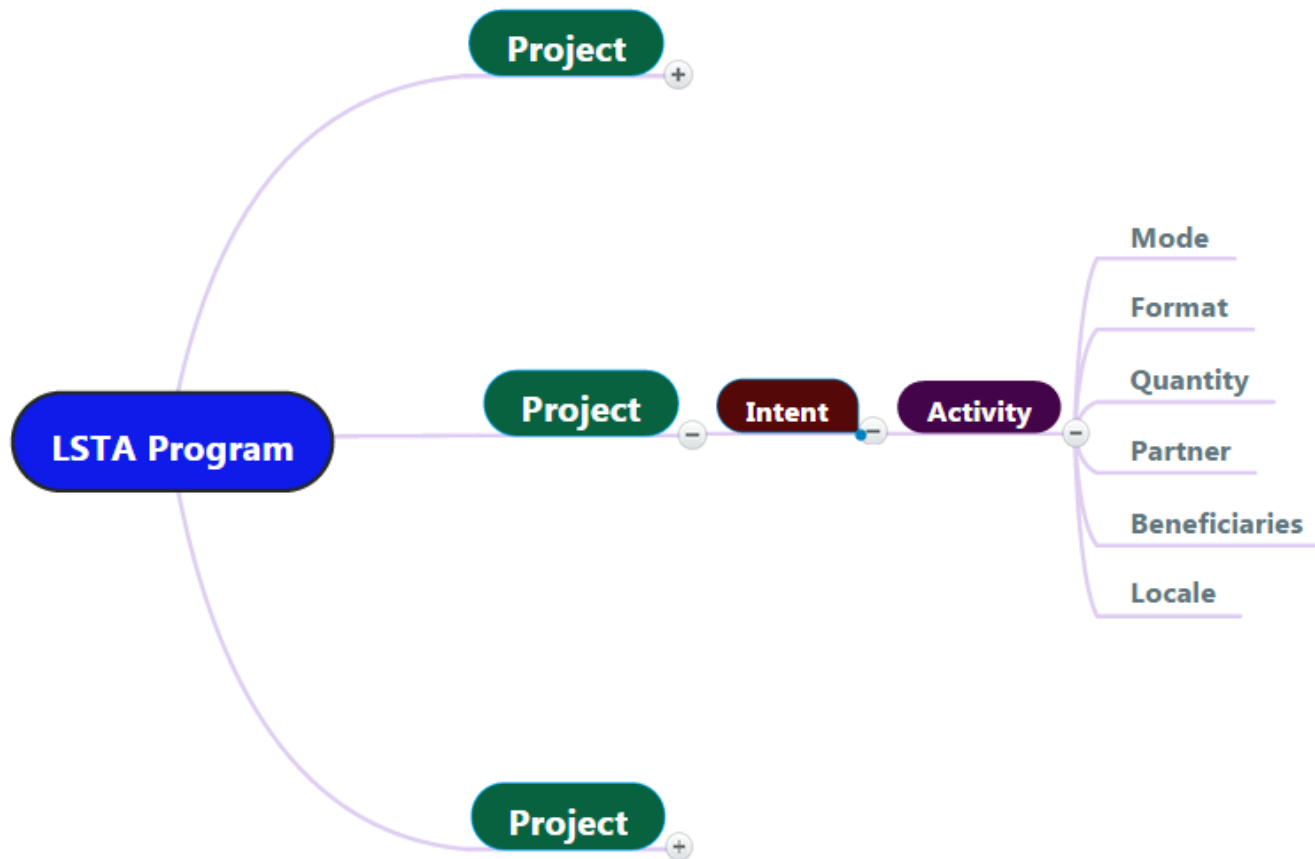 Project
LSTA Program
Project
Intent
Activity
Mode
Format
Quantity
Partner
Beneficiaries
Locale
Project